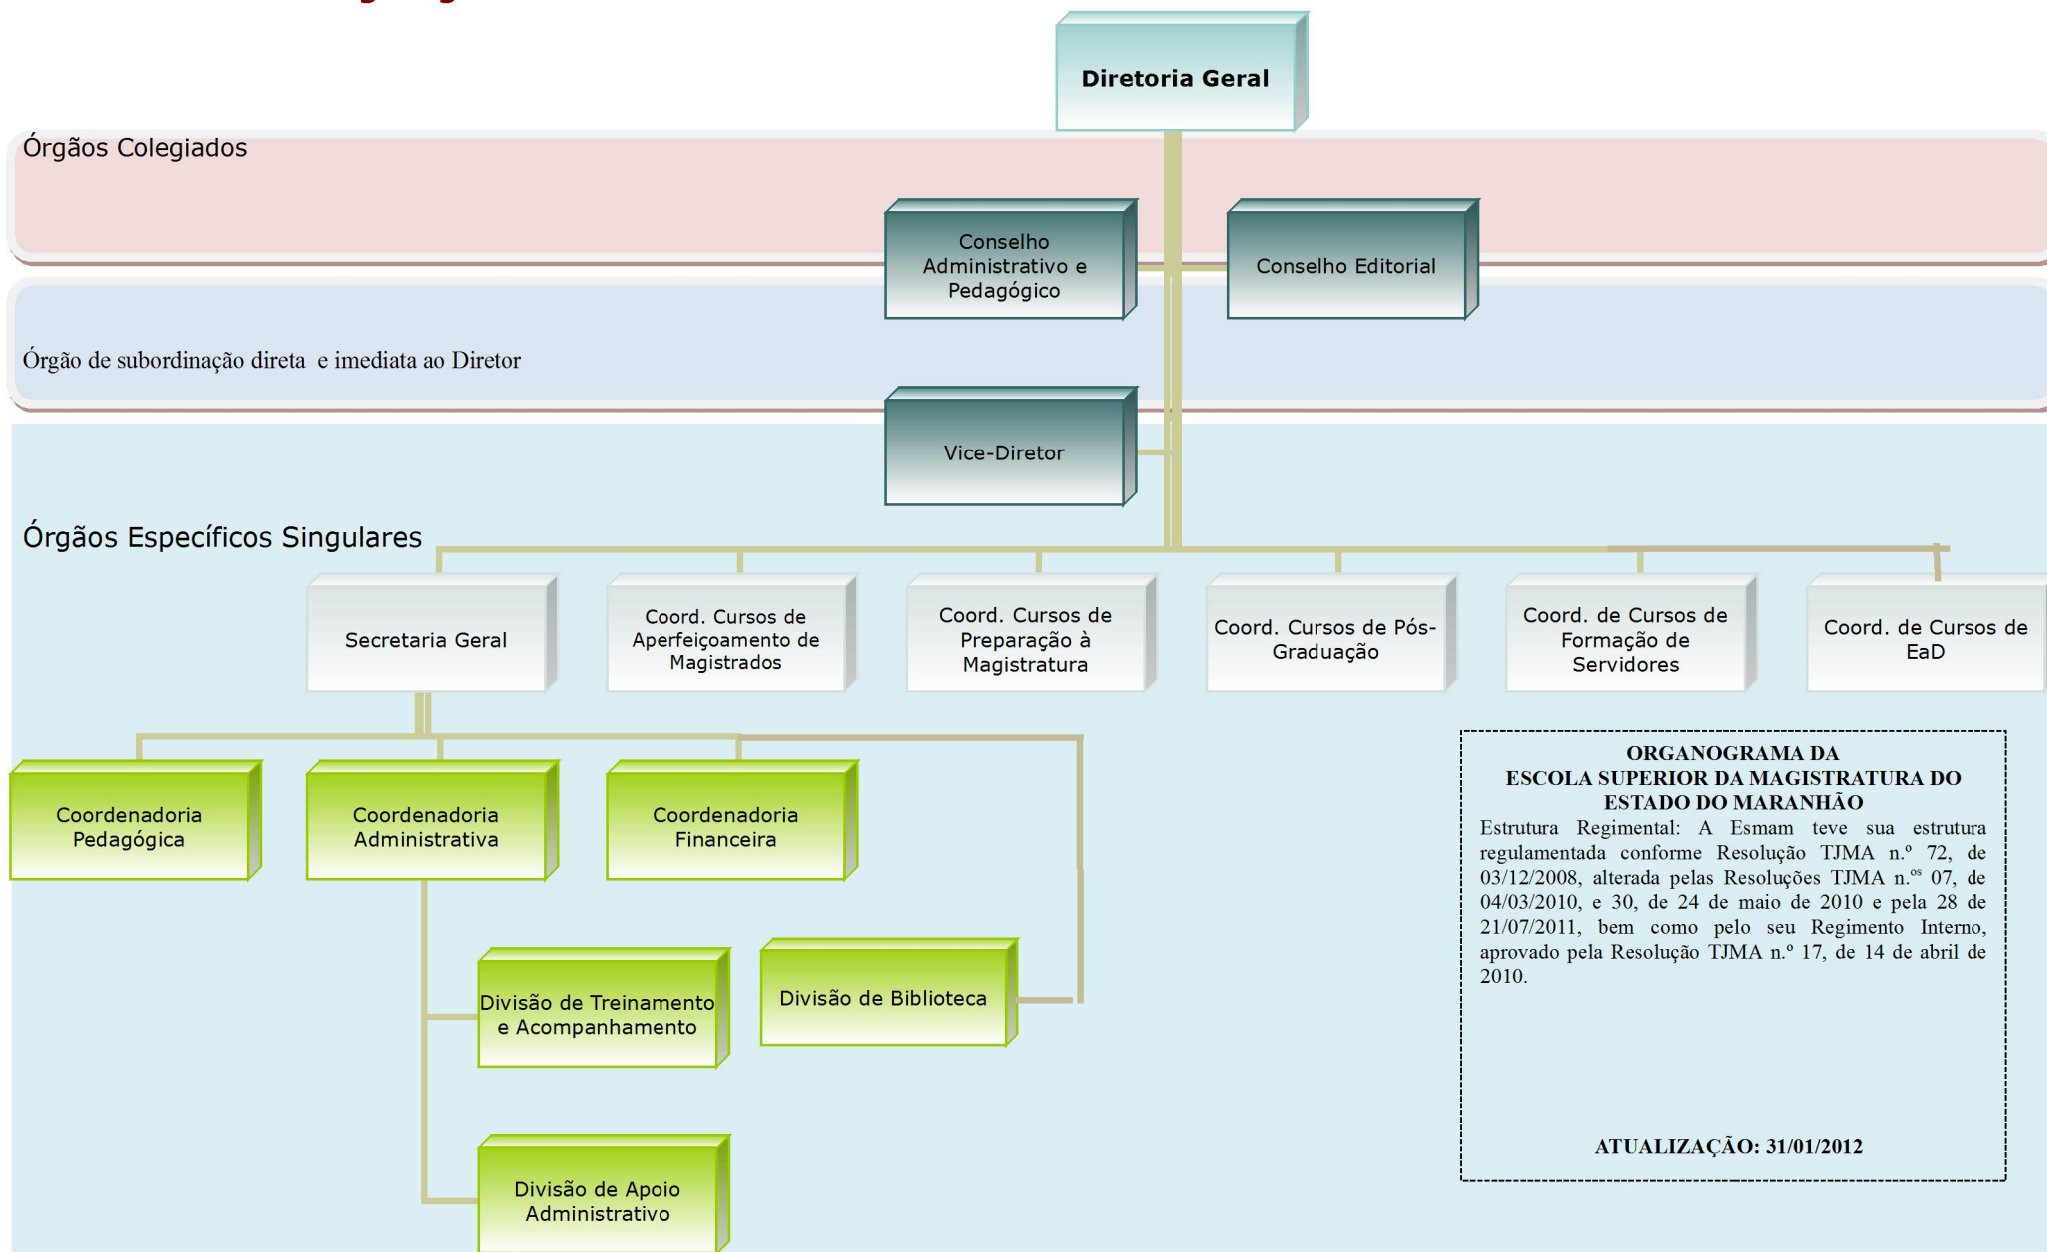 Diretoria Geral
Órgãos Colegiados
Conselho
Administrativo e
Pedagógico
Conselho Editorial
Órgão de subordinação direta e imediata ao Diretor
Vice-Diretor
Órgãos Específicos Singulares
Secretaria Geral
Coord. Cursos de
Aperfeiçoamento de
Magistrados
Coord. Cursos de
Preparação à
Magistratura
Coord. Cursos de Pós-
Graduação
Coord. de Cursos de
Formação de
Servidores
Coord. de Cursos de
EaD
Coordenadoria
Pedagógica
Coordenadoria
Administrativa
Coordenadoria
Financeira
Divisão de Treinamento
e Acompanhamento
Divisão de Biblioteca
Divisão de Apoio
Administrativo
ORGANOGRAMA DA
ESCOLA SUPERIOR DA MAGISTRATURA DO
ESTADO DO MARANHÃO
Estrutura Regimental: A Esmam teve sua estrutura
regulamentada conforme Resolução TJMA n.º 72, de
03/12/2008, alterada pelas Resoluções TJMA n.ºˢ 07, de
04/03/2010, e 30, de 24 de maio de 2010 e pela 28 de
21/07/2011, bem como pelo seu Regimento Interno,
aprovado pela Resolução TJMA n.º 17, de 14 de abril de
2010.
ATUALIZAÇÃO: 31/01/2012